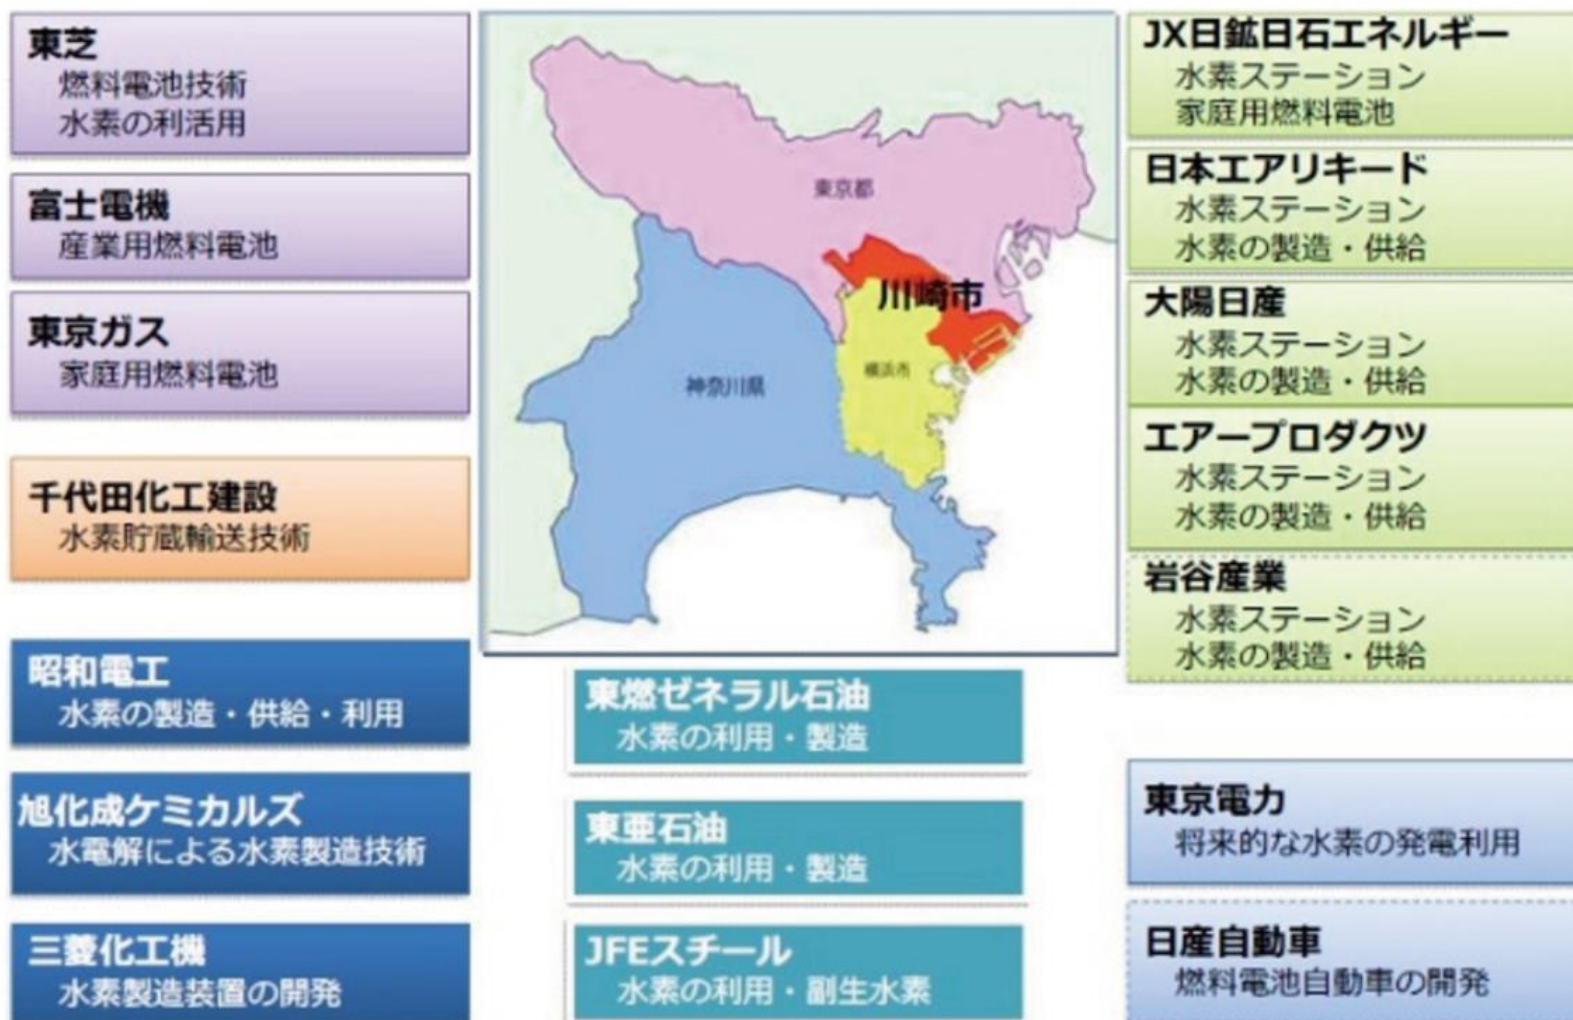 東芝
燃料電池技術
水素の利活用
富士電機
産業用燃料電池
東京ガス
家庭用燃料電池
千代田化工建設
水素貯蔵輸送技術
昭和電工
水素の製造・供給・利用
旭化成ケミカルズ
水電解による水素製造技術
三菱化工機
水素製造装置の開発
東京都
川崎市
横浜市
神奈川県
東燃ゼネラル石油
水素の利用・製造
東亜石油
水素の利用・製造
JFEスチール
水素の利用・副生水素
JX日鉱日石エネルギー
水素ステーション
家庭用燃料電池
日本エアリキード
水素ステーション
水素の製造・供給
大陽日産
水素ステーション
水素の製造・供給
エアープロダクツ
水素ステーション
水素の製造・供給
岩谷産業
水素ステーション
水素の製造・供給
東京電力
将来的な水素の発電利用
日産自動車
燃料電池自動車の開発